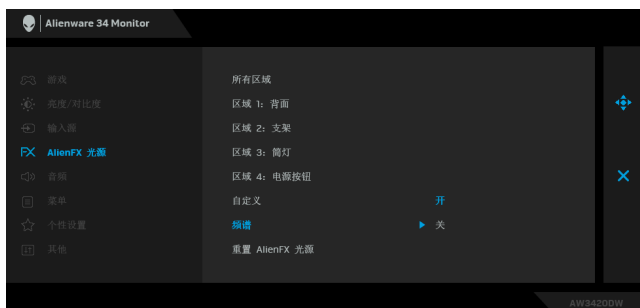 Alienware 34 Monitor
游戏
亮度/对比度
输入源
AlienFX 光源
音频
菜单
个性设置
其他
所有区域
区域 1: 背面
区域 2: 支架
区域 3: 筒灯
区域 4: 电源按钮
自定义 开
频谱 关
重置 AlienFX 光源
AW3420DW